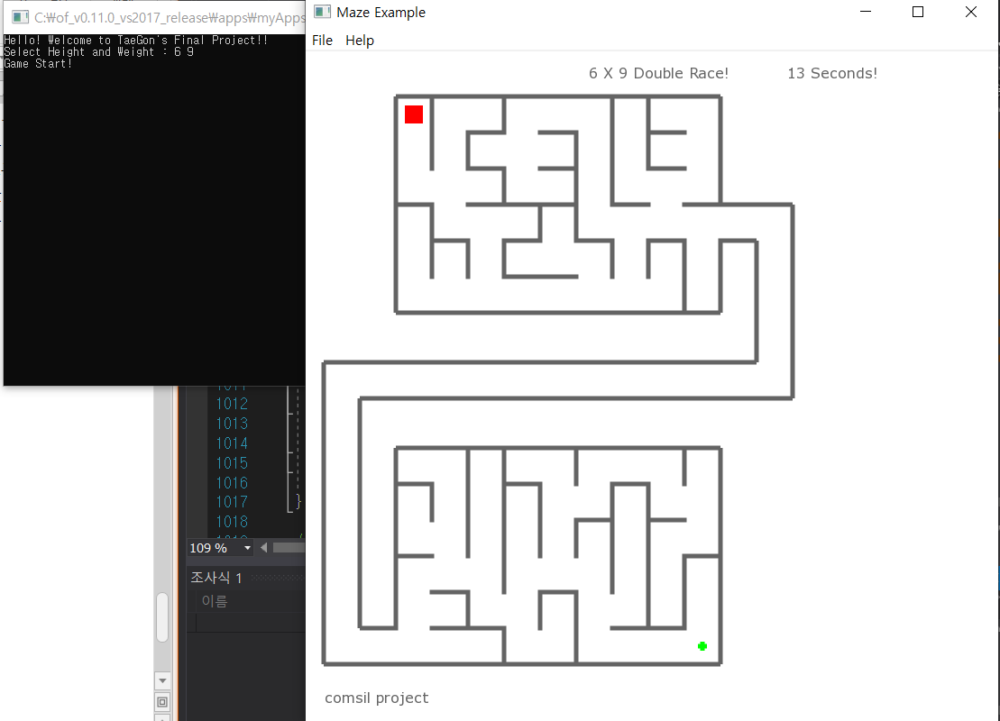 C:\of_v0.11.0_vs2017_release\apps\myApps
Hello! Welcome to TaeGon's Final Project!!
Select Height and Weight : 6 9
Game Start!
Maze Example
File Help
6 X 9 Double Race! 13 Seconds!
1012
1013
1014
1015
1016
1017 }
1018
109 %
조사식 1
이름
comsil project